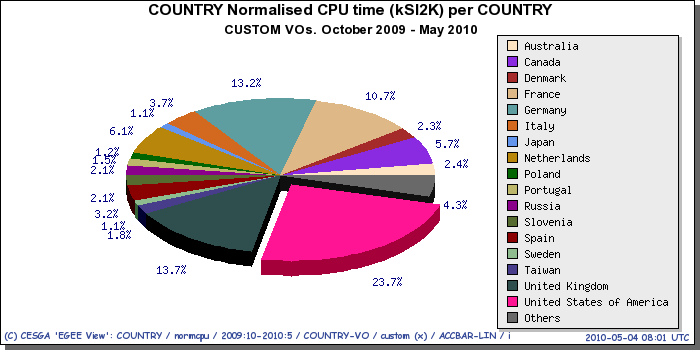 COUNTRY Normalised CPU time (kSI2K) per COUNTRY
CUSTOM VOs. October 2009 - May 2010
Australia
Canada
Denmark
France
Germany
Italy
Japan
Netherlands
Poland
Portugal
Russia
Slovenia
Spain
Sweden
Taiwan
United Kingdom
United States of America
Others
13.2%
10.7%
3.7%
1.1%
2.3%
6.1%
5.7%
1.2%
1.5%
2.4%
2.1%
2.1%
4.3%
3.2%
1.1%
1.8%
13.7%
23.7%
(C) CESGA 'EGEE View': COUNTRY / normcpu / 2009:10-2010:5 / COUNTRY-VO / custom (x) / ACCBAR-LIN / i
2010-05-04 08:01 UTC